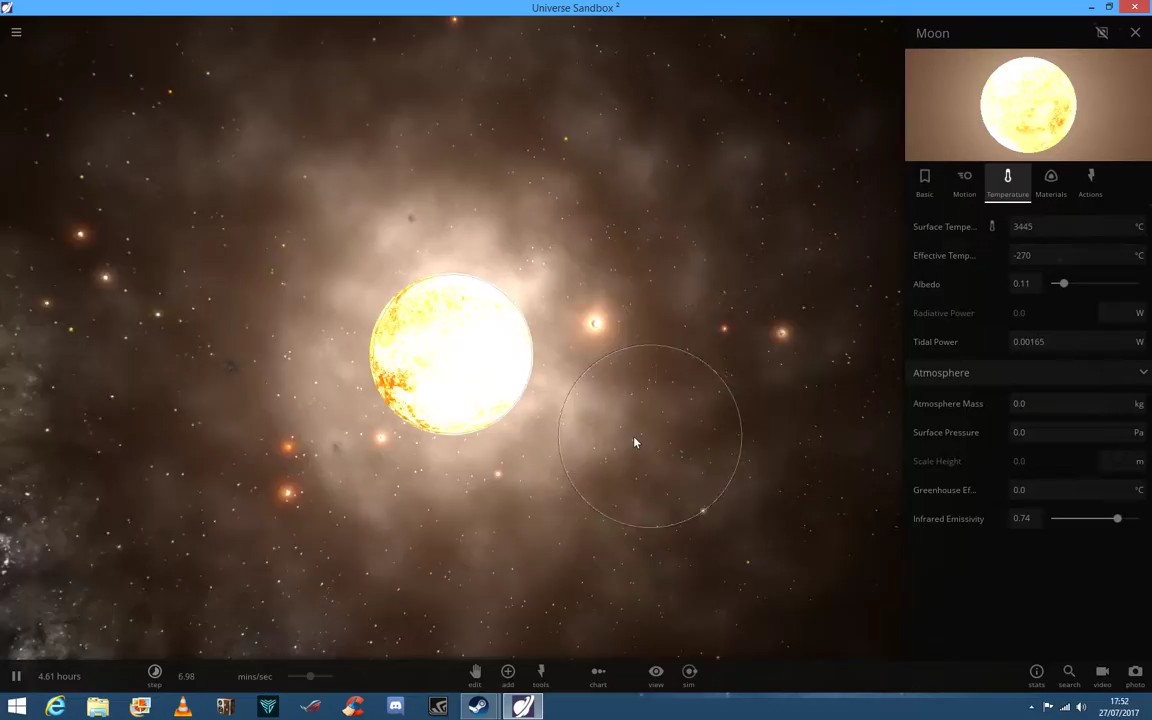 Universe Sandbox ²
Moon
Basic
Motion
Temperature
Materials
Actions
Surface Tempe... 3445 °C
Effective Temp... -270 °C
Albedo 0.11
Radiative Power 0.0 W
Tidal Power 0.00165 W
Atmosphere
Atmosphere Mass 0.0 kg
Surface Pressure 0.0 Pa
Scale Height 0.0 m
Greenhouse Ef... 0.0 °C
Infrared Emissivity 0.74
4.61 hours
step
6.98 mins/sec
edit
add
tools
chart
view
sim
stats
search
video
photo
17:52
27/07/2017